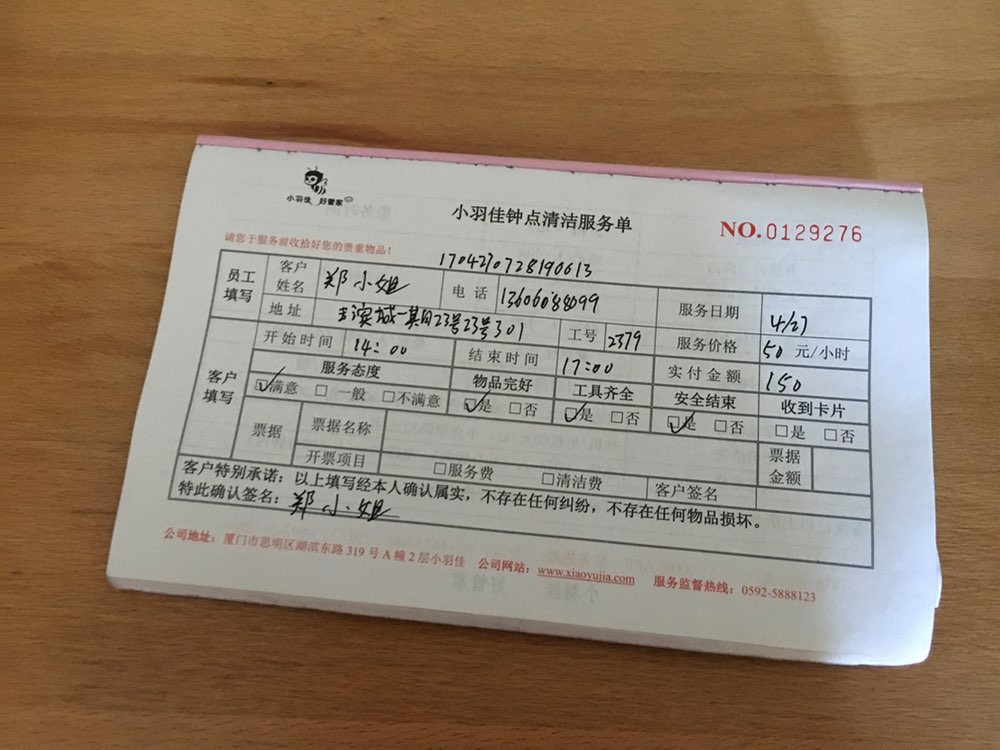 小羽佳 好管家
小羽佳钟点清洁服务单
NO.0129276
请您于服务前收拾好您的贵重物品!
员工填写 客户姓名 郑小姐 电话 服务日期 4/27
地址 一期23号23号301 工号 2379 服务价格 50 元/小时
客户填写 开始时间 14:00 结束时间 17:00 实付金额 150
服务态度 物品完好 工具齐全 安全结束 收到卡片
☑满意 □一般 □不满意 ☑是 □否 ☑是 □否 ☑是 □否 □是 □否
票据 票据名称
开票项目 □服务费 □清洁费 客户签名 票据金额
客户特别承诺:以上填写经本人确认属实,不存在任何纠纷,不存在任何物品损坏。
特此确认签名:郑小姐
公司地址:厦门市思明区湖滨东路319号A幢2层小羽佳 公司网站:www.xiaoyujia.com 服务监督热线:0592-5888123